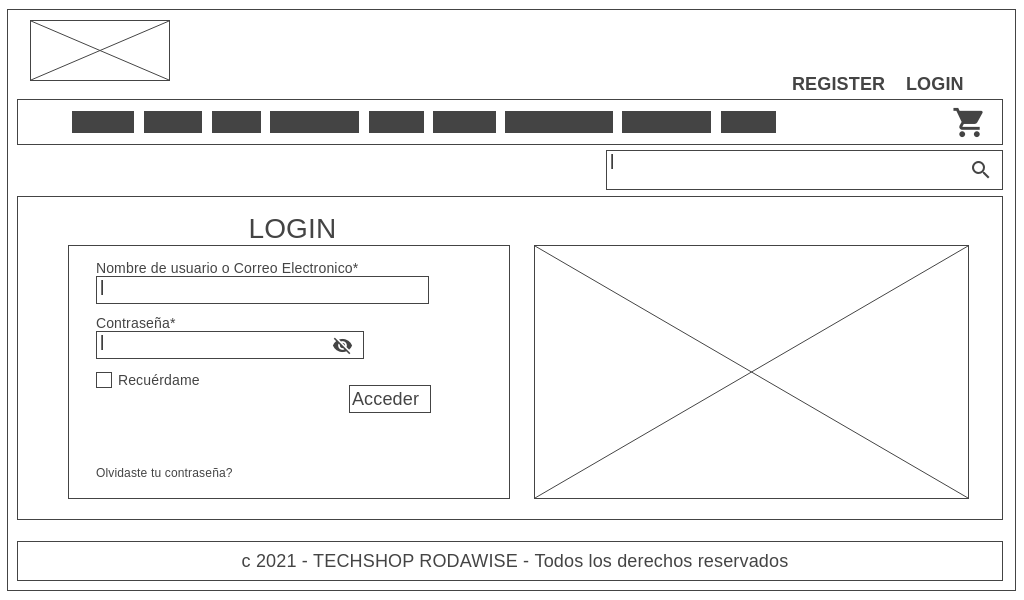 REGISTER LOGIN
LOGIN
Nombre de usuario o Correo Electronico*
Contraseña*
Recuérdame
Acceder
Olvidaste tu contraseña?
c 2021 - TECHSHOP RODAWISE - Todos los derechos reservados